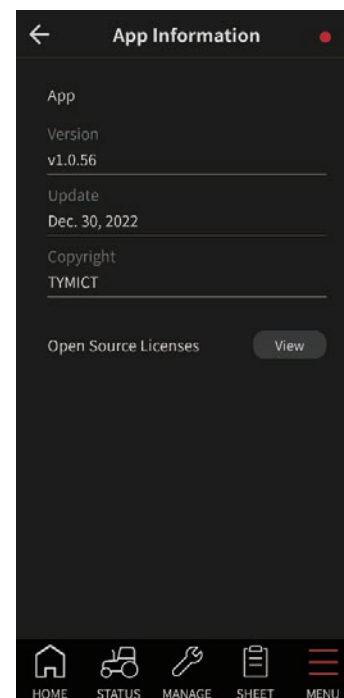 App Information
App
Version
v1.0.56
Update
Dec. 30, 2022
Copyright
TYMICT
Open Source Licenses View
HOME STATUS MANAGE SHEET MENU